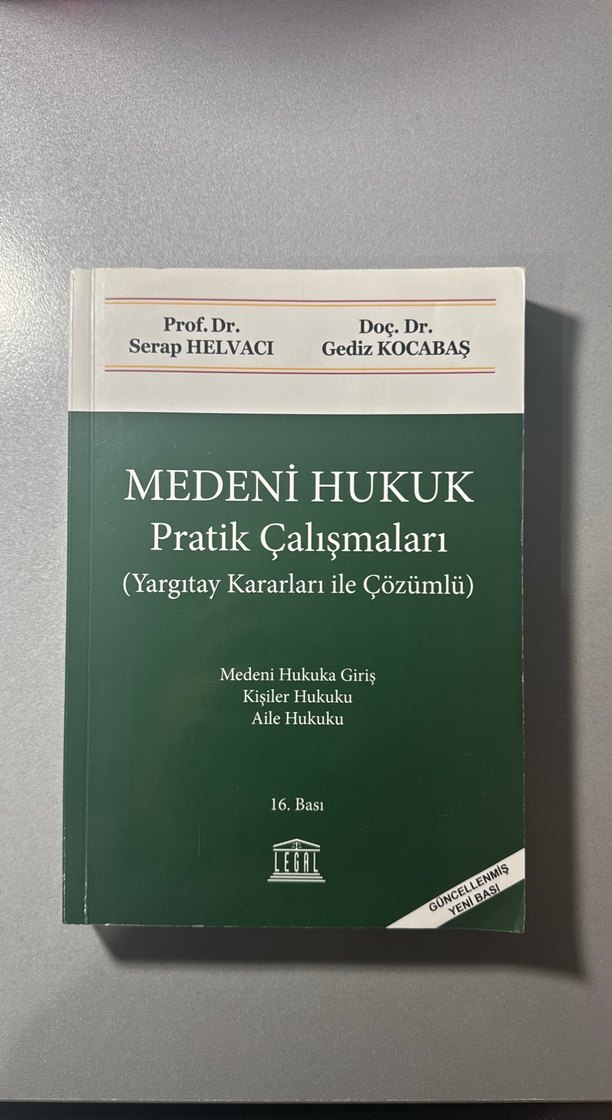 Prof. Dr.
Serap HELVACI
Doç. Dr.
Gediz KOCABAŞ
MEDENİ HUKUK
Pratik Çalışmaları
(Yargıtay Kararları ile Çözümlü)
Medeni Hukuka Giriş
Kişiler Hukuku
Aile Hukuku
16. Bası
LEGAL
GÜNCELLENMİŞ
YENİ BASI